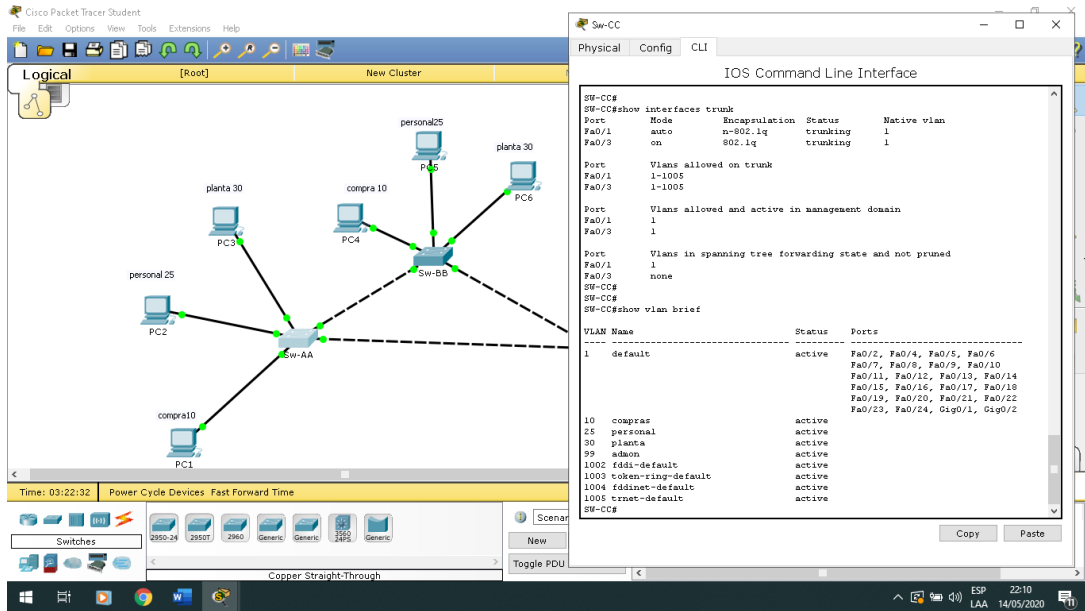 Cisco Packet Tracer Student
File Edit Options View Tools Extensions Help
Logical [Root] New Cluster
personal25
PC5
planta 30
PC6
planta 30
PC3
compra 10
PC4
Sw-BB
personal 25
PC2
Sw-AA
compra10
PC1
Time: 03:22:32 Power Cycle Devices Fast Forward Time
Switches
2950-24 2950T 2960 Generic Generic 3560 24PS Generic
Copper Straight-Through
Scenar
New
Toggle PDU
Sw-CC
Physical Config CLI
IOS Command Line Interface
SW-CC#
SW-CC#show interfaces trunk
Port Mode Encapsulation Status Native vlan
Fa0/1 auto n-802.1q trunking 1
Fa0/3 on 802.1q trunking 1
Port Vlans allowed on trunk
Fa0/1 1-1005
Fa0/3 1-1005
Port Vlans allowed and active in management domain
Fa0/1 1
Fa0/3 1
Port Vlans in spanning tree forwarding state and not pruned
Fa0/1 1
Fa0/3 none
SW-CC#
SW-CC#
SW-CC#show vlan brief
VLAN Name Status Ports
---- -------------------------------- --------- -------------------------------
1 default active Fa0/2, Fa0/4, Fa0/5, Fa0/6
Fa0/7, Fa0/8, Fa0/9, Fa0/10
Fa0/11, Fa0/12, Fa0/13, Fa0/14
Fa0/15, Fa0/16, Fa0/17, Fa0/18
Fa0/19, Fa0/20, Fa0/21, Fa0/22
Fa0/23, Fa0/24, Gig0/1, Gig0/2
10 compras active
25 personal active
30 planta active
99 admon active
1002 fddi-default active
1003 token-ring-default active
1004 fddinet-default active
1005 trnet-default active
SW-CC#
Copy Paste
ESP
LAA
22:10
14/05/2020